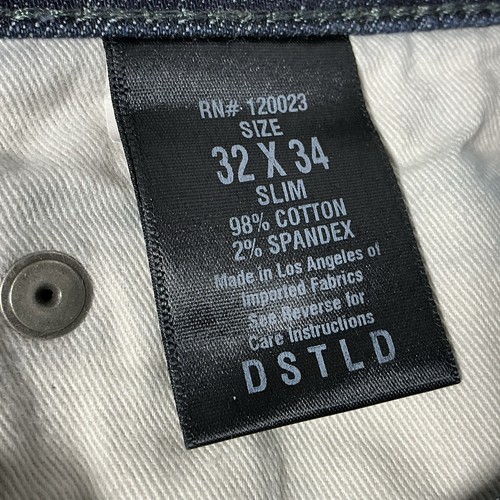 RN# 120023
SIZE
32 X 34
SLIM
98% COTTON
2% SPANDEX
Made in Los Angeles of
Imported Fabrics
See Reverse for
Care Instructions
DSTLD